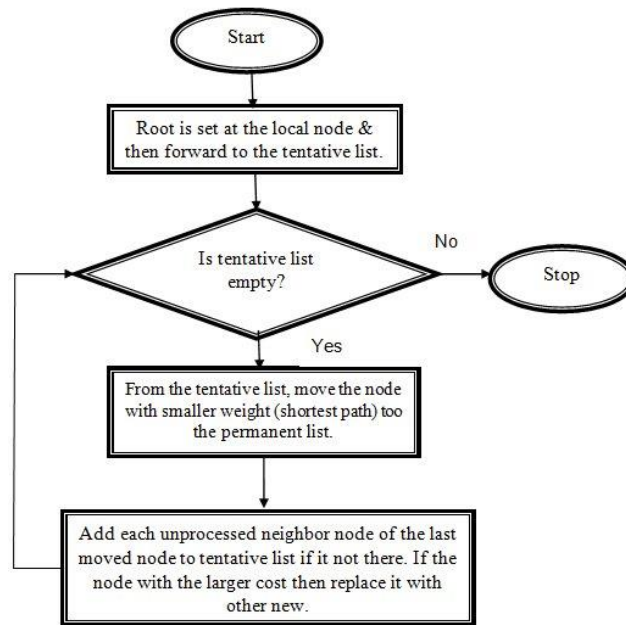 Start
Root is set at the local node &
then forward to the tentative list.
Is tentative list
empty?
No
Stop
Yes
From the tentative list, move the node
with smaller weight (shortest path) too
the permanent list.
Add each unprocessed neighbor node of the last
moved node to tentative list if it not there. If the
node with the larger cost then replace it with
other new.